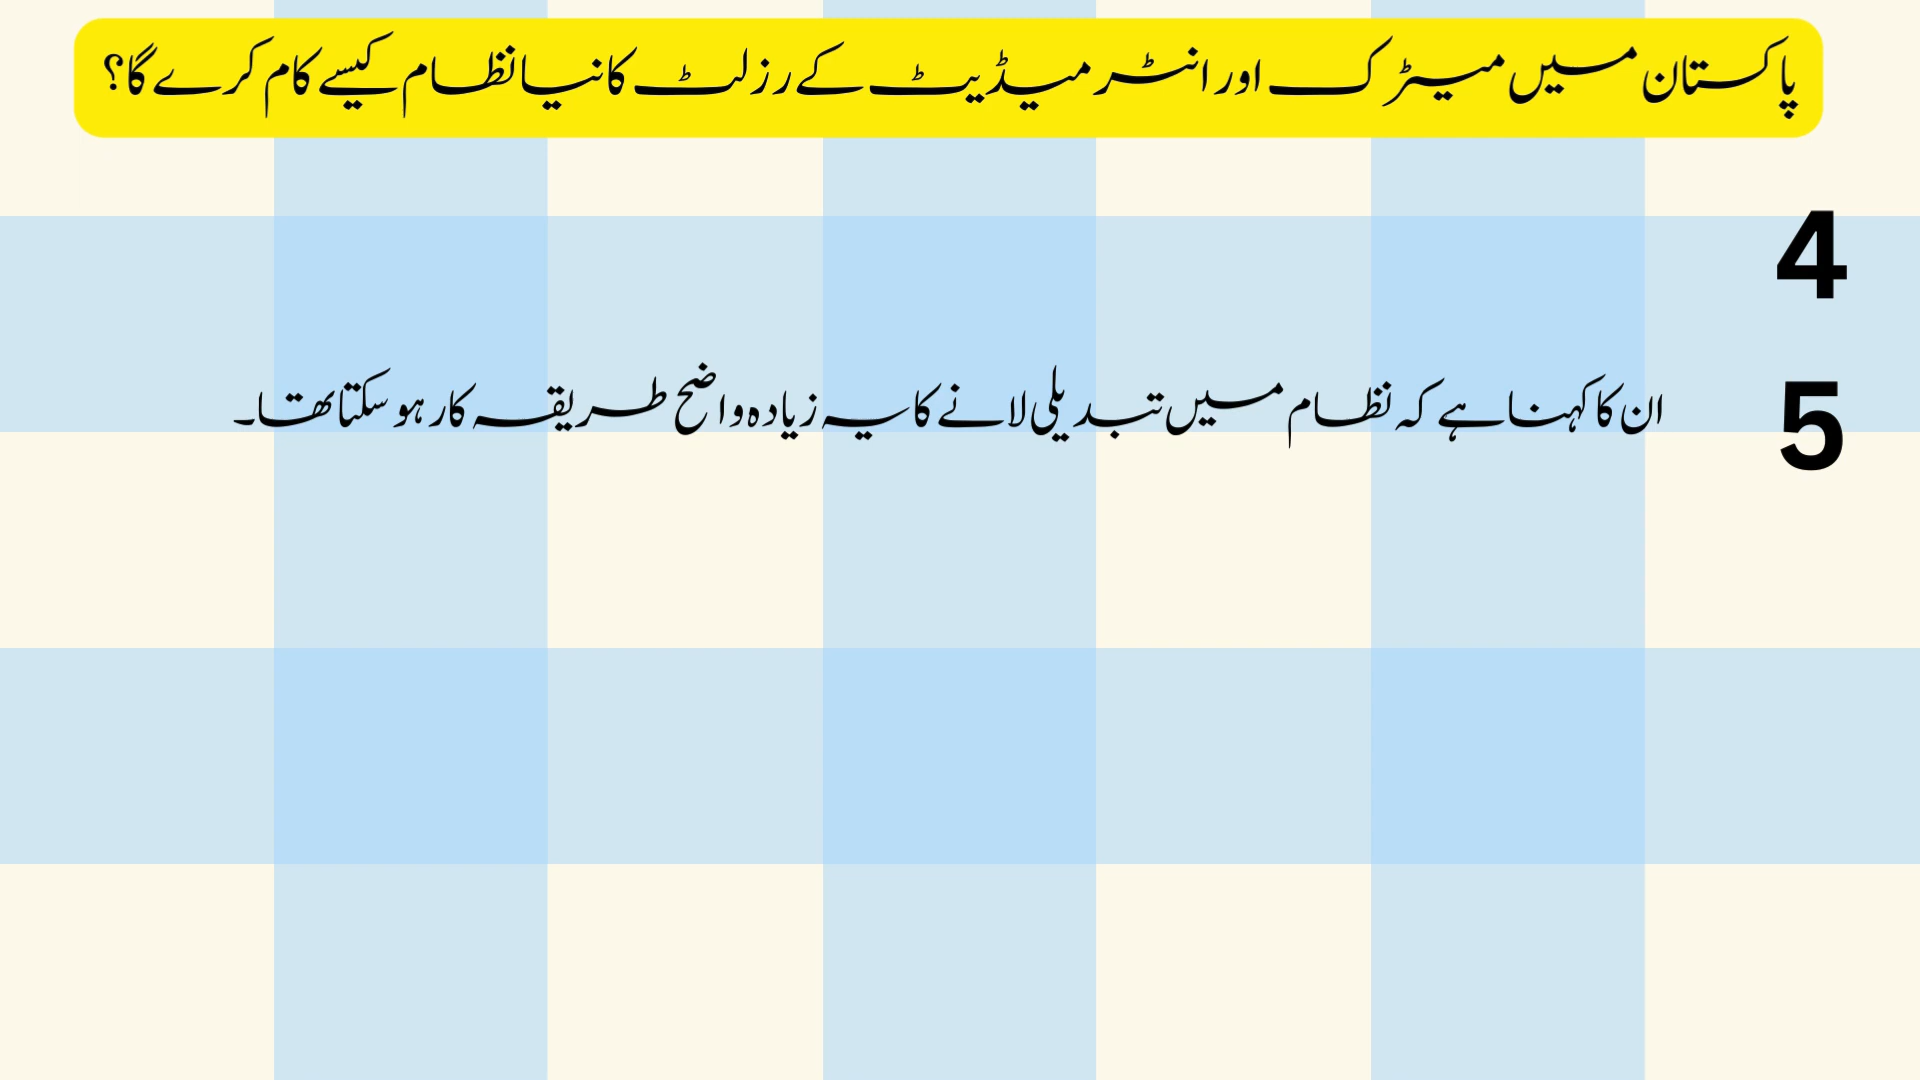 پاکستان میں میٹرک اور انٹرمیڈیٹ کے رزلٹ کا نیا نظام کیسے کام کرے گا؟
4
5
ان کا کہنا ہے کہ نظام میں تبدیلی لانے کا یہ زیادہ واضح طریقہ کار ہو سکتا تھا۔